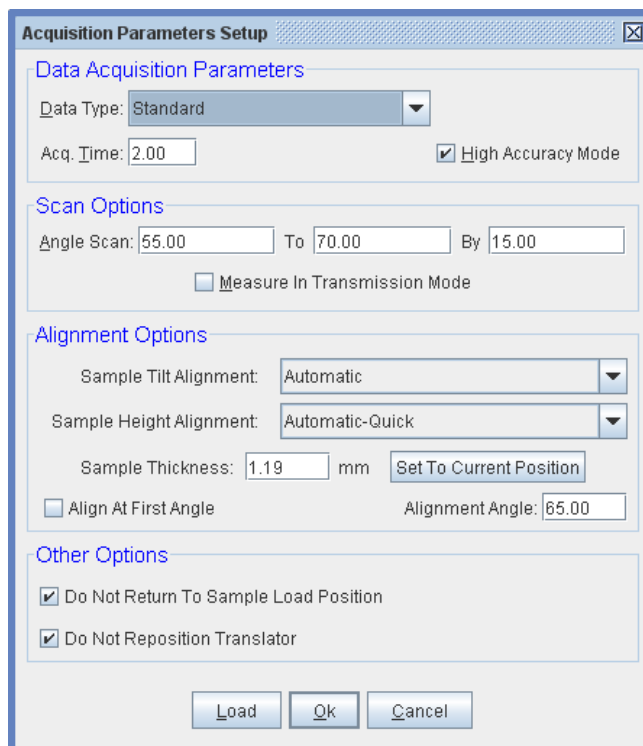 Acquisition Parameters Setup
Data Acquisition Parameters
Data Type: Standard
Acq. Time: 2.00 High Accuracy Mode
Scan Options
Angle Scan: 55.00 To 70.00 By 15.00
Measure In Transmission Mode
Alignment Options
Sample Tilt Alignment: Automatic
Sample Height Alignment: Automatic-Quick
Sample Thickness: 1.19 mm Set To Current Position
Align At First Angle Alignment Angle: 65.00
Other Options
Do Not Return To Sample Load Position
Do Not Reposition Translator
Load Ok Cancel